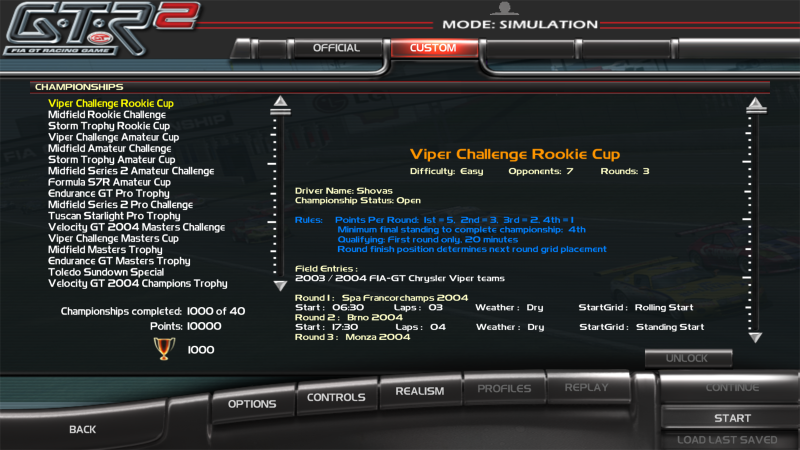 GTR2
FIA GT RACING GAME
MODE: SIMULATION
OFFICIAL
CUSTOM
CHAMPIONSHIPS
Viper Challenge Rookie Cup
Midfield Rookie Challenge
Storm Trophy Rookie Cup
Viper Challenge Amateur Cup
Midfield Amateur Challenge
Storm Trophy Amateur Cup
Midfield Series 2 Amateur Challenge
Formula S7R Amateur Cup
Endurance GT Pro Trophy
Midfield Series 2 Pro Challenge
Tuscan Starlight Pro Trophy
Velocity GT 2004 Masters Challenge
Viper Challenge Masters Cup
Midfield Masters Trophy
Endurance GT Masters Trophy
Toledo Sundown Special
Velocity GT 2004 Champions Trophy
Championships completed: 1000 of 40
Points: 10000
1000
Viper Challenge Rookie Cup
Difficulty: Easy Opponents: 7 Rounds: 3
Driver Name: Shovas
Championship Status: Open
Rules: Points Per Round: 1st = 5, 2nd = 3, 3rd = 2, 4th = 1
Minimum final standing to complete championship: 4th
Qualifying: First round only, 20 minutes
Round finish position determines next round grid placement
Field Entries :
2003 / 2004 FIA-GT Chrysler Viper teams
Round 1 : Spa Francorchamps 2004
Start : 06:30 Laps : 03 Weather : Dry StartGrid : Rolling Start
Round 2 : Brno 2004
Start : 17:30 Laps : 04 Weather : Dry StartGrid : Standing Start
Round 3 : Monza 2004
UNLOCK
BACK
OPTIONS
CONTROLS
REALISM
PROFILES
REPLAY
CONTINUE
START
LOAD LAST SAVED